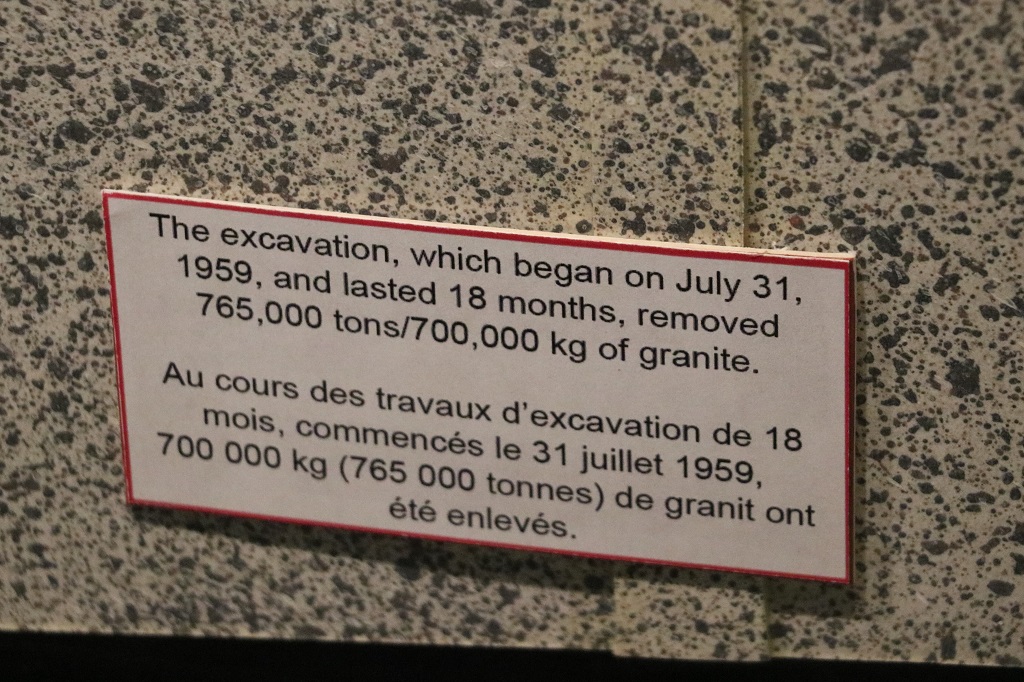 The excavation, which began on July 31,
1959, and lasted 18 months, removed
765,000 tons/700,000 kg of granite.
Au cours des travaux d'excavation de 18
mois, commencés le 31 juillet 1959,
700 000 kg (765 000 tonnes) de granit ont
été enlevés.